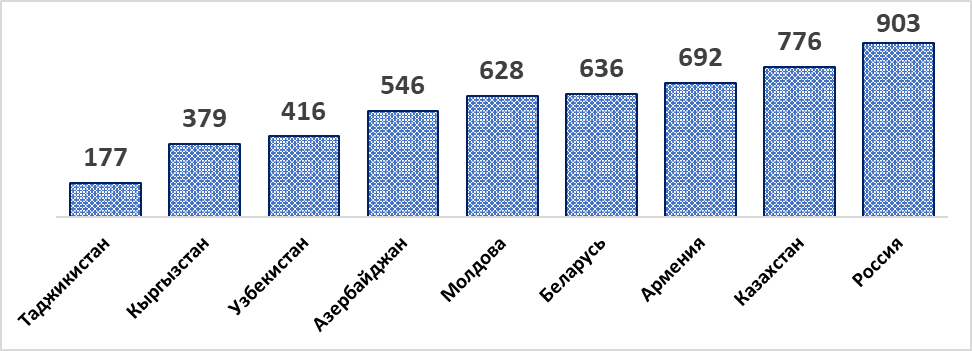 177
379
416
546
628
636
692
776
903
Таджикистан
Кыргызстан
Узбекистан
Азербайджан
Молдова
Беларусь
Армения
Казахстан
Россия